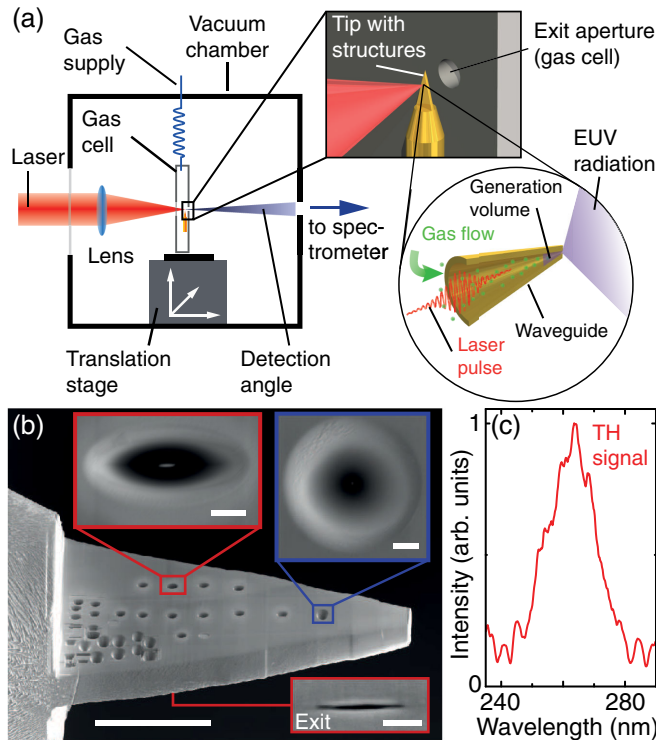 (a)
Gas
supply
Vacuum
chamber
Tip with
structures
Exit aperture
(gas cell)
Gas
cell
Laser
Lens
to spec-
trometer
EUV
radiation
Generation
volume
Gas flow
Waveguide
Laser
pulse
Translation
stage
Detection
angle
(b)
Exit
(c)
TH
signal
Intensity (arb. units)
1
0
240
260
280
Wavelength (nm)